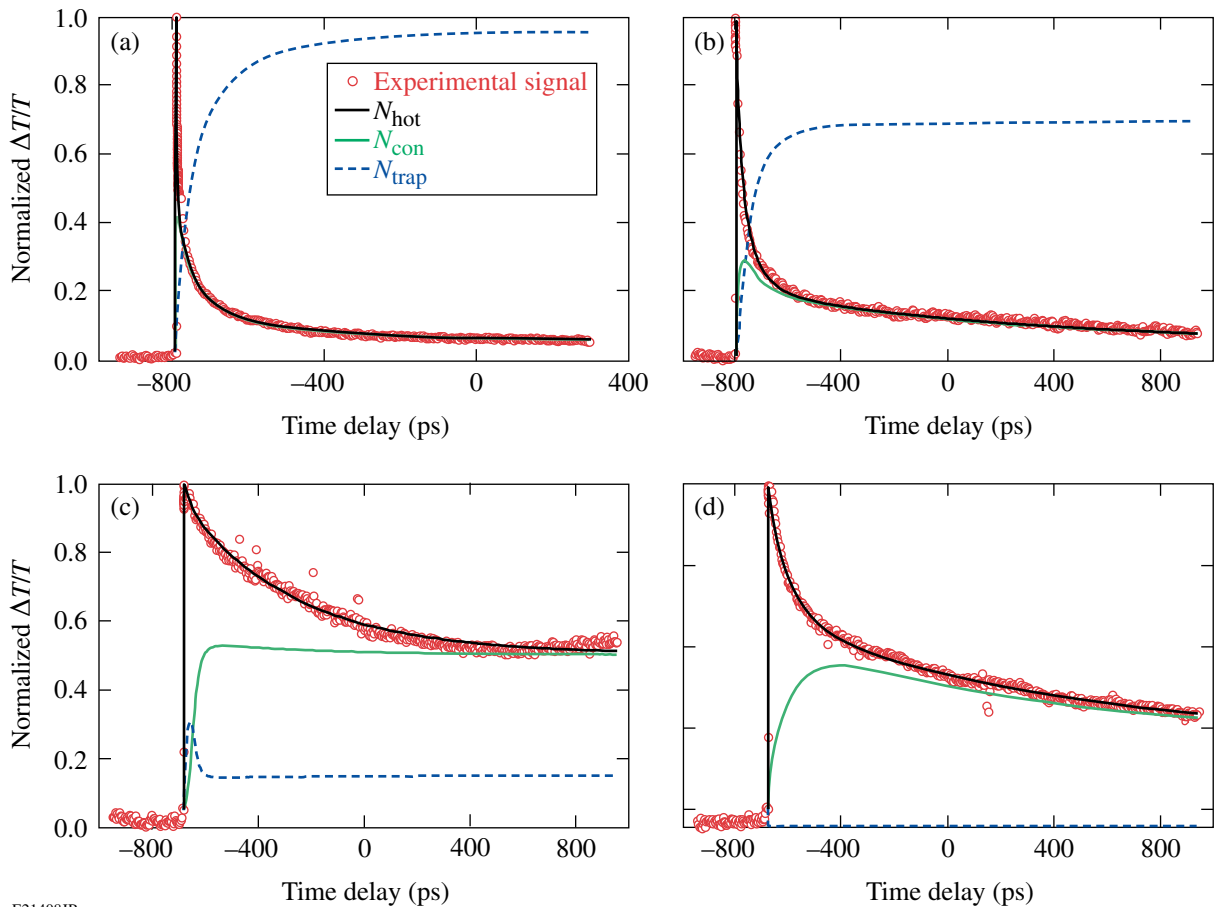 1.0
0.8
0.6
0.4
0.2
0.0
Normalized ΔT/T
(a)
Experimental signal
N_hot
N_con
N_trap
−800 −400 0 400
Time delay (ps)
(b)
−800 −400 0 400 800
Time delay (ps)
1.0
0.8
0.6
0.4
0.2
0.0
Normalized ΔT/T
(c)
−800 −400 0 400 800
Time delay (ps)
(d)
−800 −400 0 400 800
Time delay (ps)